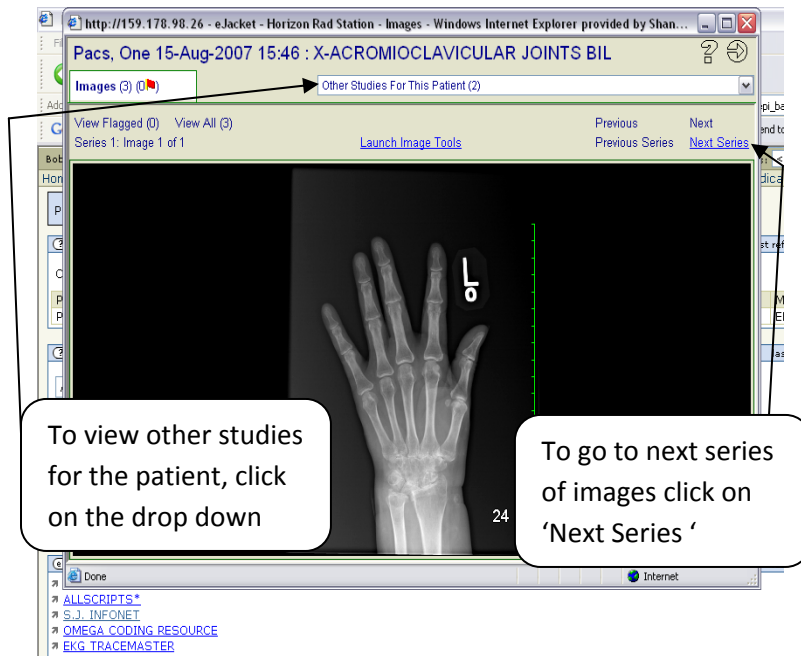 http://159.178.98.26 - eJacket - Horizon Rad Station - Images - Windows Internet Explorer provided by Shan...
Pacs, One 15-Aug-2007 15:46 : X-ACROMIOCLAVICULAR JOINTS BIL
Images (3) (0)
Other Studies For This Patient (2)
View Flagged (0) View All (3) Previous Next
Series 1: Image 1 of 1 Launch Image Tools Previous Series Next Series
L
To view other studies
for the patient, click
on the drop down
To go to next series
of images click on
‘Next Series ‘
24
Done Internet
ALLSCRIPTS*
S.J. INFONET
OMEGA CODING RESOURCE
EKG TRACEMASTER